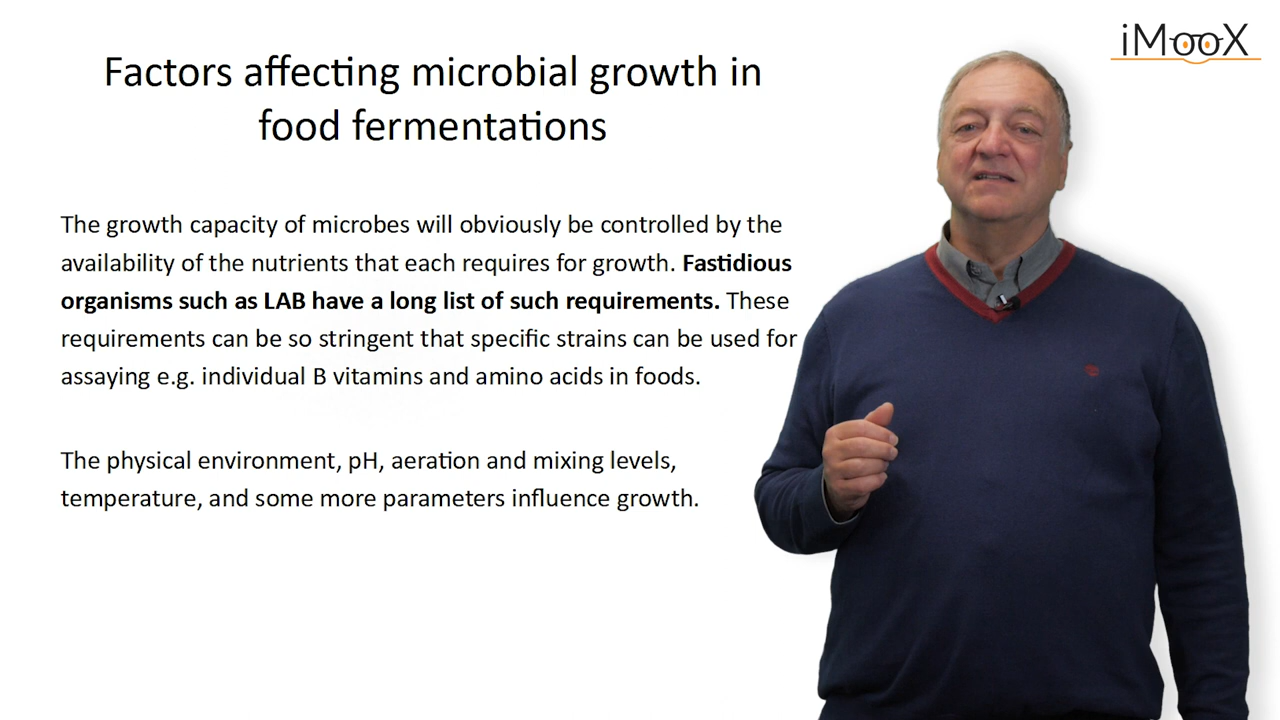 iMooX
Factors affecting microbial growth in
food fermentations
The growth capacity of microbes will obviously be controlled by the
availability of the nutrients that each requires for growth. Fastidious
organisms such as LAB have a long list of such requirements. These
requirements can be so stringent that specific strains can be used for
assaying e.g. individual B vitamins and amino acids in foods.
The physical environment, pH, aeration and mixing levels,
temperature, and some more parameters influence growth.